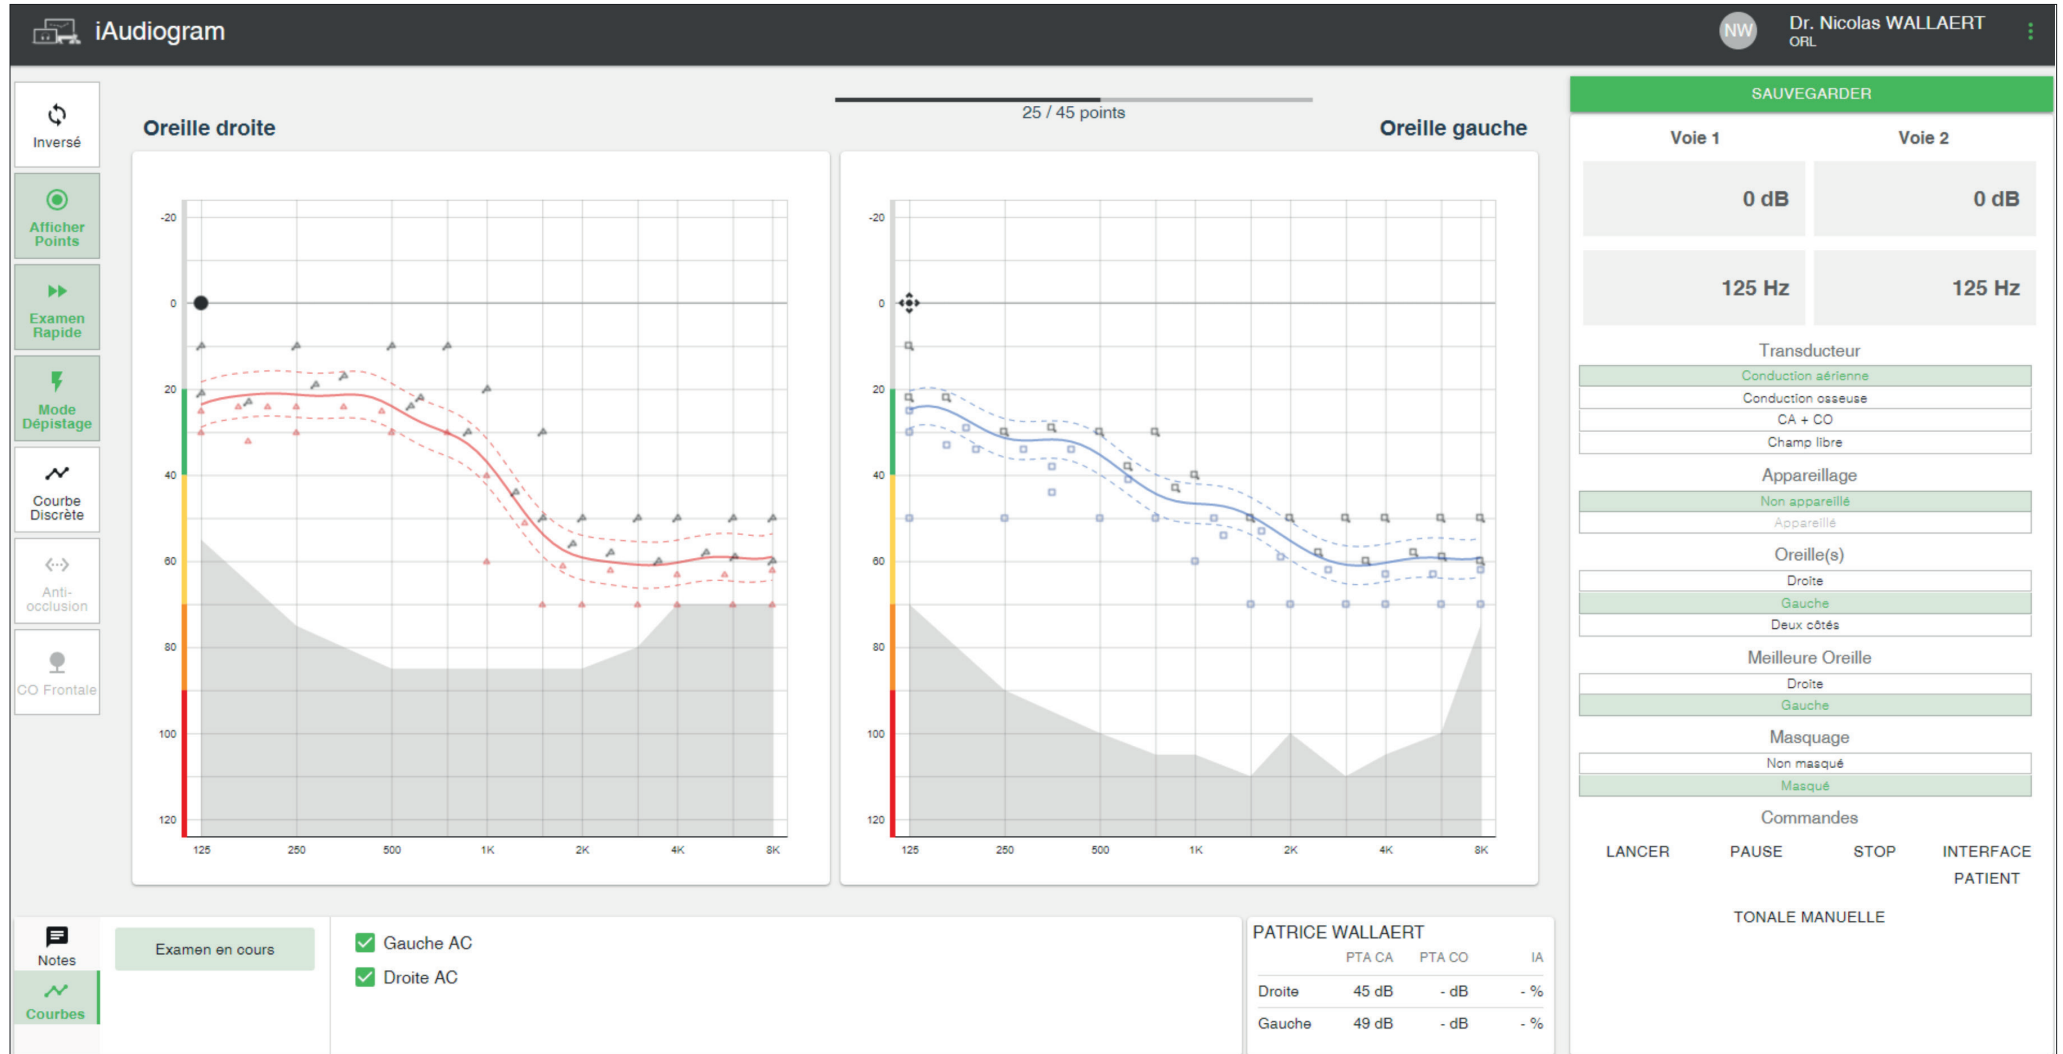 iAudiogram
NW
Dr. Nicolas WALLAERT
ORL
Inversé
Afficher
Points
Examen
Rapide
Mode
Dépistage
Courbe
Discrète
Anti-
occlusion
CO Frontale
25 / 45 points
Oreille droite
Oreille gauche
-20
0
20
40
60
80
100
120
125
250
500
1K
2K
4K
8K
-20
0
20
40
60
80
100
120
125
250
500
1K
2K
4K
8K
SAUVEGARDER
Voie 1
Voie 2
0 dB
0 dB
125 Hz
125 Hz
Transducteur
Conduction aérienne
Conduction osseuse
CA + CO
Champ libre
Appareillage
Non appareillé
Appareillé
Oreille(s)
Droite
Gauche
Deux côtés
Meilleure Oreille
Droite
Gauche
Masquage
Non masqué
Masqué
Commandes
LANCER
PAUSE
STOP
INTERFACE
PATIENT
TONALE MANUELLE
Notes
Courbes
Examen en cours
Gauche AC
Droite AC
PATRICE WALLAERT
PTA CA PTA CO IA
Droite 45 dB - dB - %
Gauche 49 dB - dB - %